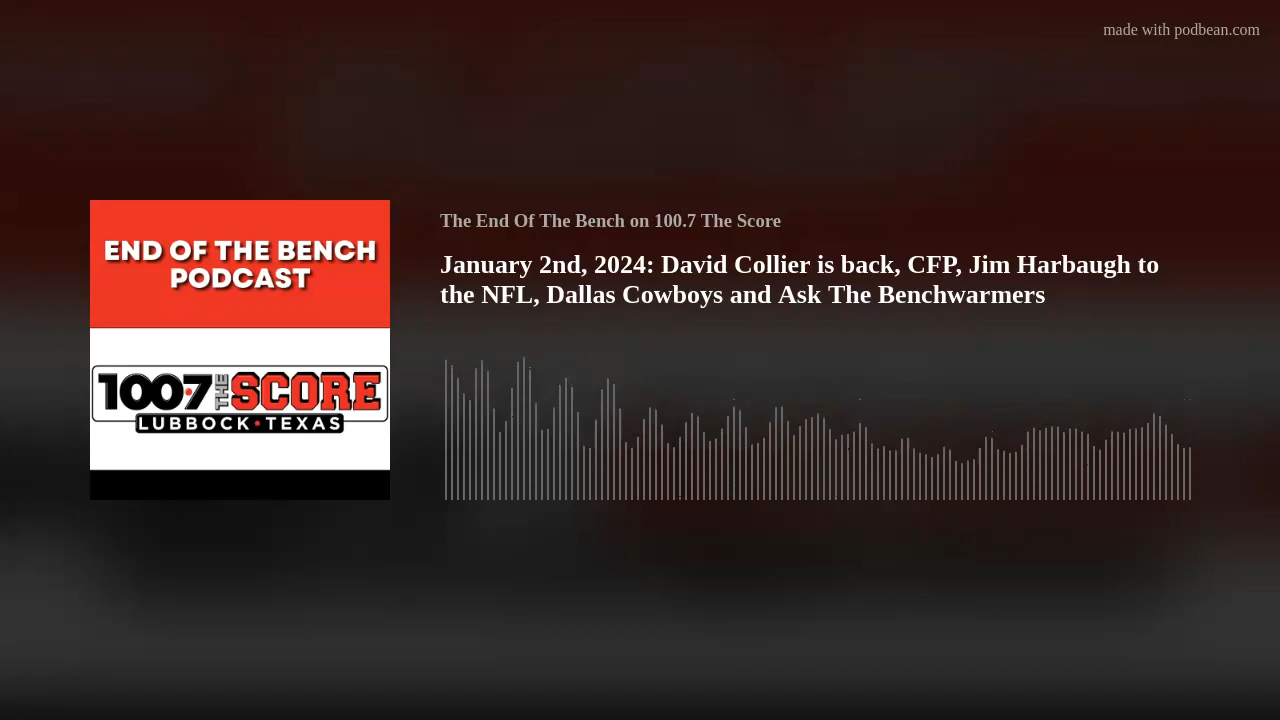 made with podbean.com
END OF THE BENCH
PODCAST
100.7 THE SCORE
LUBBOCK • TEXAS
The End Of The Bench on 100.7 The Score
January 2nd, 2024: David Collier is back, CFP, Jim Harbaugh to
the NFL, Dallas Cowboys and Ask The Benchwarmers